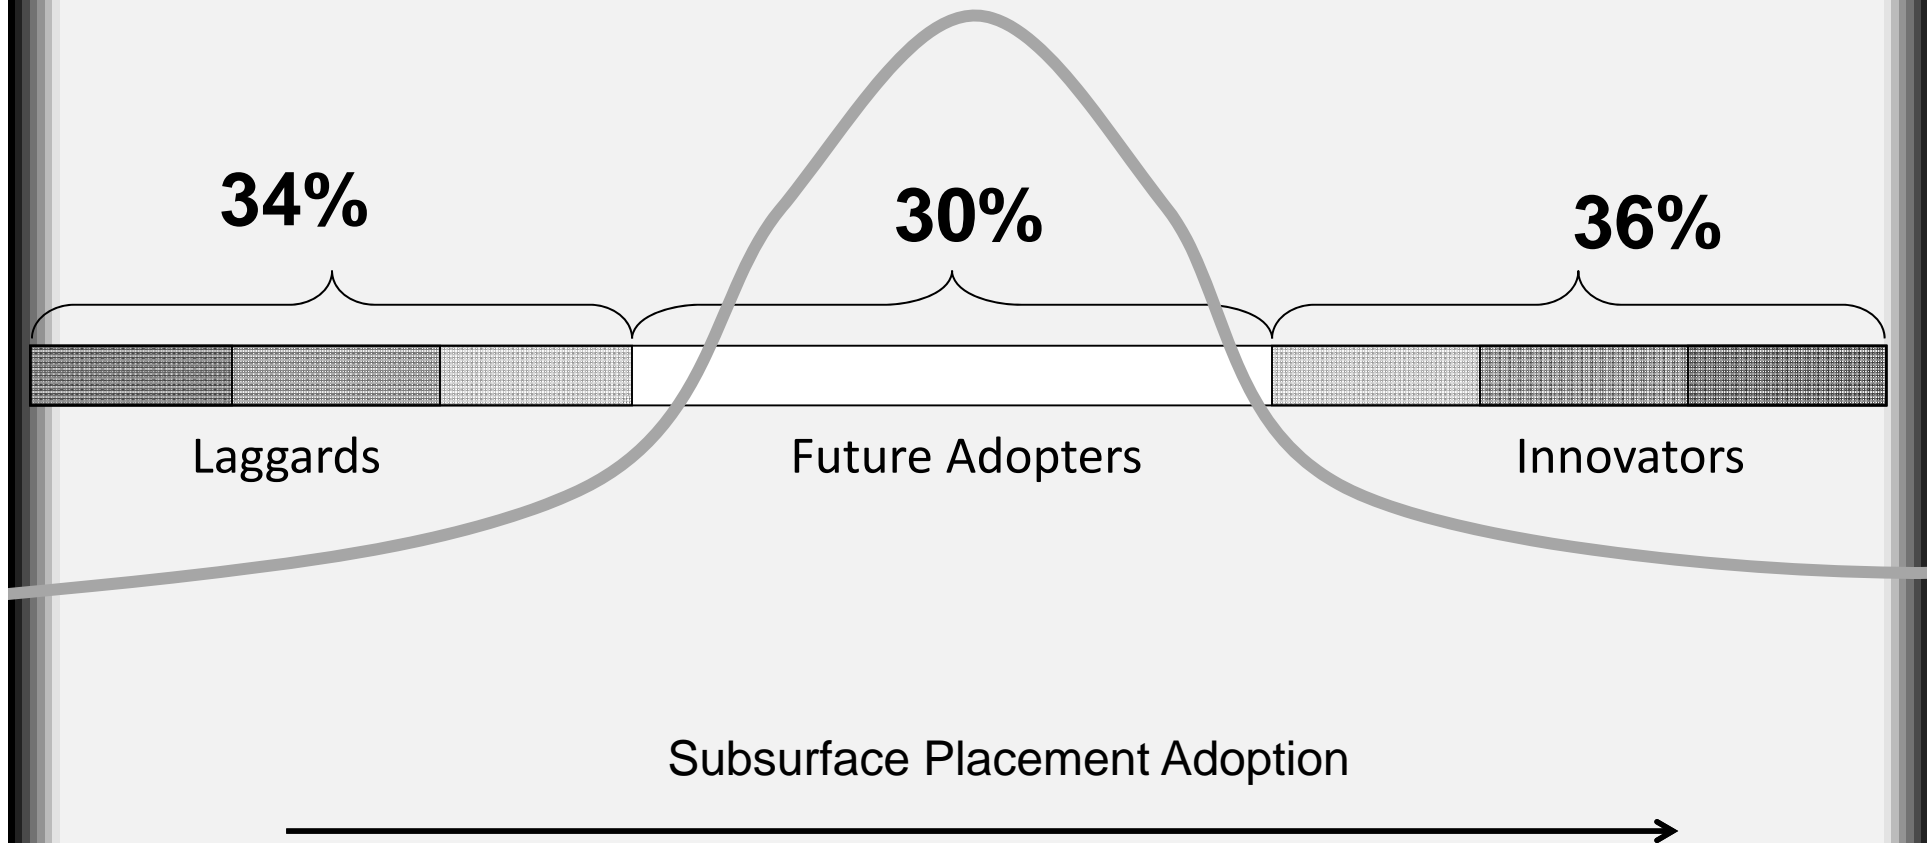 34%
30%
36%
Laggards
Future Adopters
Innovators
Subsurface Placement Adoption